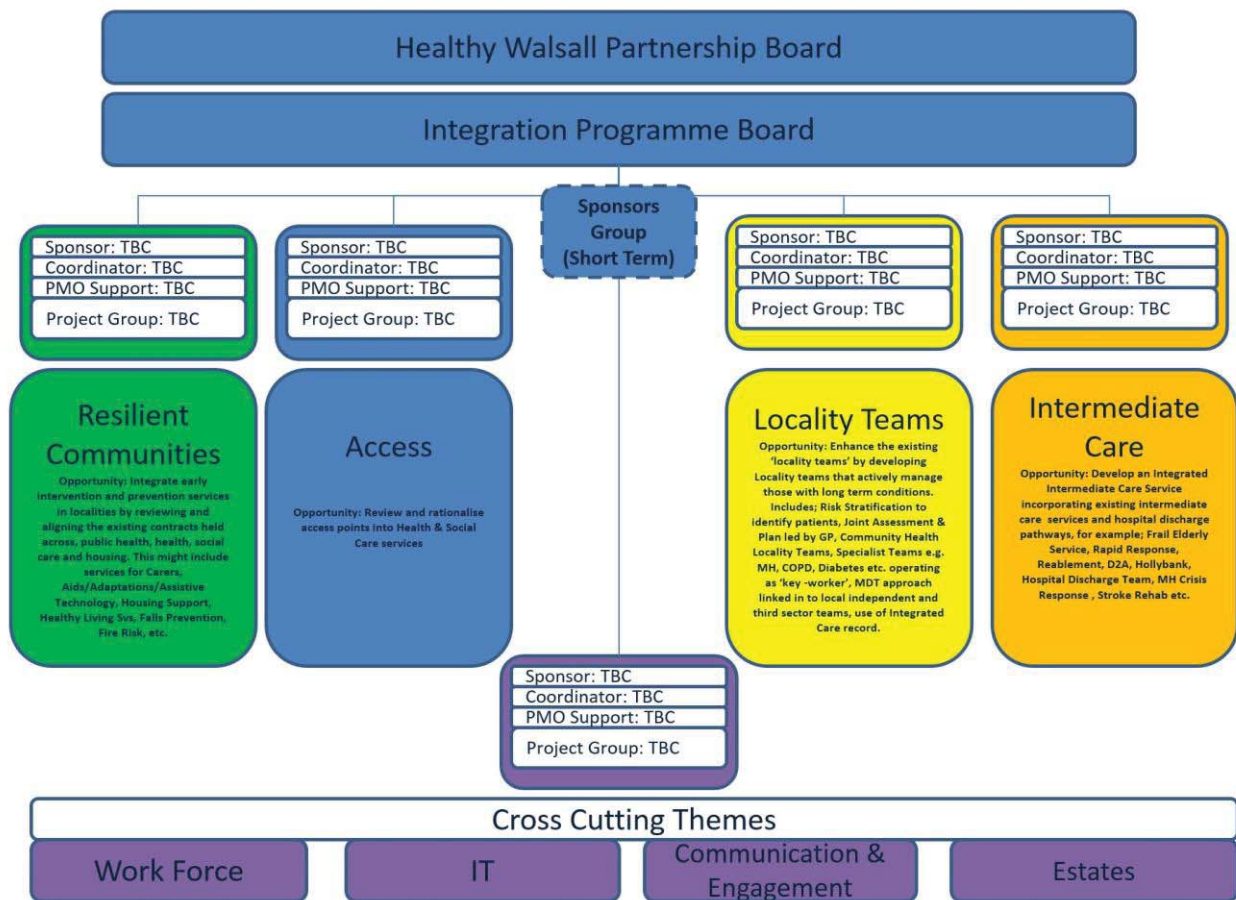 Healthy Walsall Partnership Board
Integration Programme Board
Sponsors
Group
(Short Term)
Sponsor: TBC
Coordinator: TBC
PMO Support: TBC
Project Group: TBC
Sponsor: TBC
Coordinator: TBC
PMO Support: TBC
Project Group: TBC
Sponsor: TBC
Coordinator: TBC
PMO Support: TBC
Project Group: TBC
Sponsor: TBC
Coordinator: TBC
PMO Support: TBC
Project Group: TBC
Resilient
Communities
Opportunity: Integrate early
intervention and prevention services
in localities by reviewing and
aligning the existing contracts held
across, public health, health, social
care and housing. This might include
services for Carers,
Aids/Adaptations/Assistive
Technology, Housing Support,
Healthy Living Svs, Falls Prevention,
Fire Risk, etc.
Access
Opportunity: Review and rationalise
access points into Health & Social
Care services
Locality Teams
Opportunity: Enhance the existing
‘locality teams’ by developing
Locality teams that actively manage
those with long term conditions.
Includes; Risk Stratification to
identify patients, Joint Assessment &
Plan led by GP, Community Health
Locality Teams, Specialist Teams e.g.
MH, COPD, Diabetes etc. operating
as ‘key -worker’, MDT approach
linked in to local independent and
third sector teams, use of Integrated
Care record.
Intermediate
Care
Opportunity: Develop an Integrated
Intermediate Care Service
incorporating existing intermediate
care services and hospital discharge
pathways, for example; Frail Elderly
Service, Rapid Response,
Reablement, D2A, Hollybank,
Hospital Discharge Team, MH Crisis
Response , Stroke Rehab etc.
Sponsor: TBC
Coordinator: TBC
PMO Support: TBC
Project Group: TBC
Cross Cutting Themes
Work Force
IT
Communication &
Engagement
Estates